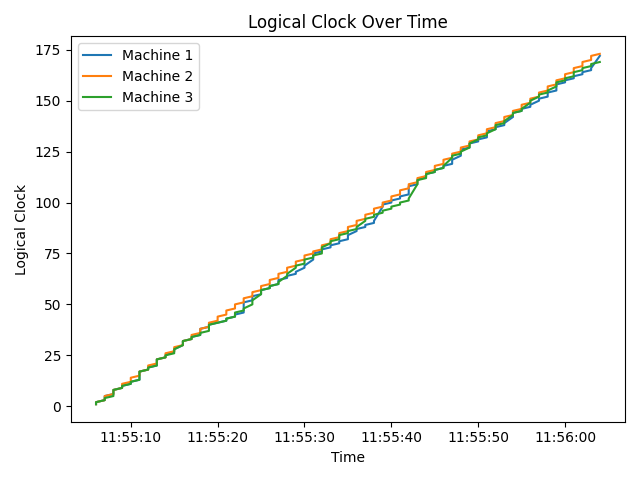 Logical Clock Over Time
Machine 1
Machine 2
Machine 3
175
150
125
100
75
50
25
0
Logical Clock
11:55:10 11:55:20 11:55:30 11:55:40 11:55:50 11:56:00
Time